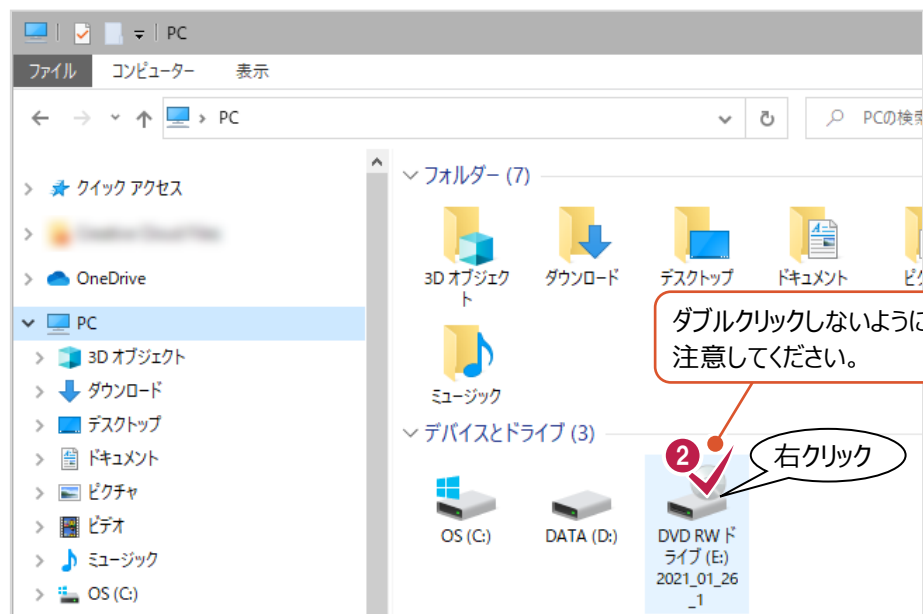 PC
ファイル コンピューター 表示
PC
PCの検索
クイック アクセス
OneDrive
PC
3D オブジェクト
ダウンロード
デスクトップ
ドキュメント
ピクチャ
ビデオ
ミュージック
OS (C:)
フォルダー (7)
3D オブジェク
ト
ダウンロード
デスクトップ
ドキュメント
ピク
ミュージック
ダブルクリックしないように
注意してください。
デバイスとドライブ (3)
2
右クリック
OS (C:)
DATA (D:)
DVD RW ド
ライブ (E:)
2021_01_26
_1